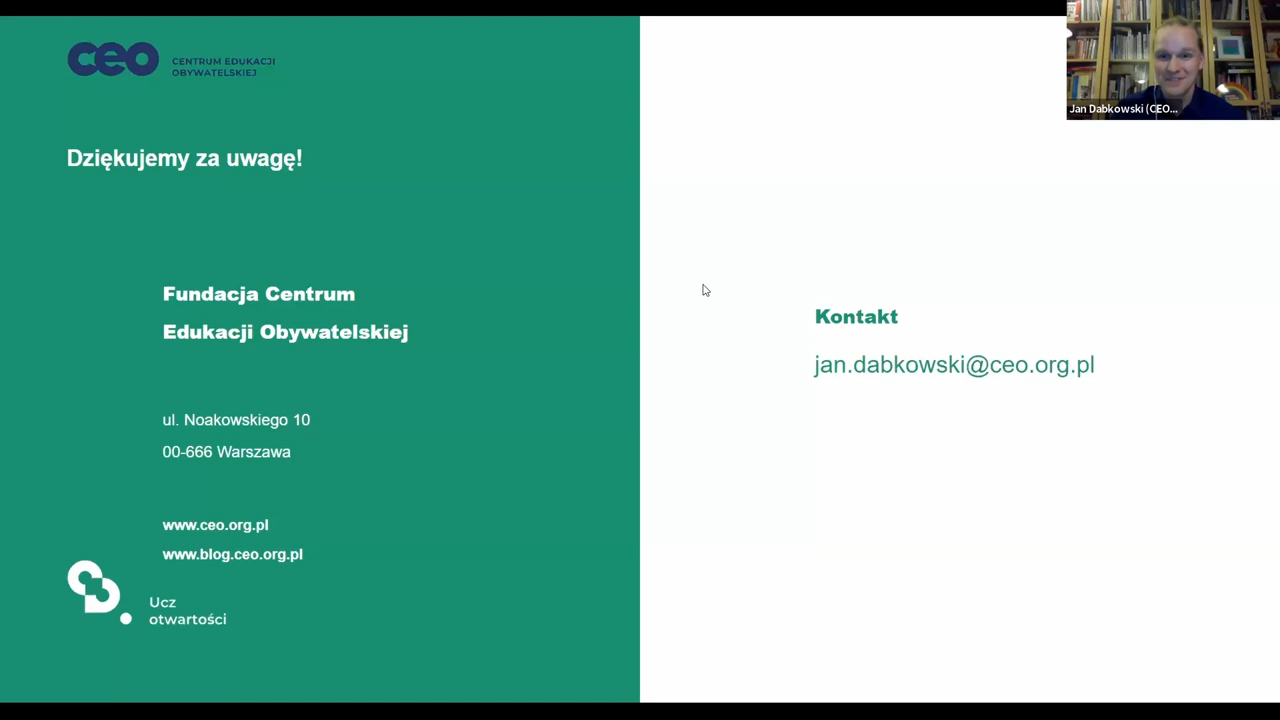 ceo
CENTRUM EDUKACJI
OBYWATELSKIEJ
Dziękujemy za uwagę!
Fundacja Centrum
Edukacji Obywatelskiej
ul. Noakowskiego 10
00-666 Warszawa
www.ceo.org.pl
www.blog.ceo.org.pl
Ucz
otwartości
Kontakt
jan.dabkowski@ceo.org.pl
Jan Dabkowski (CEO...